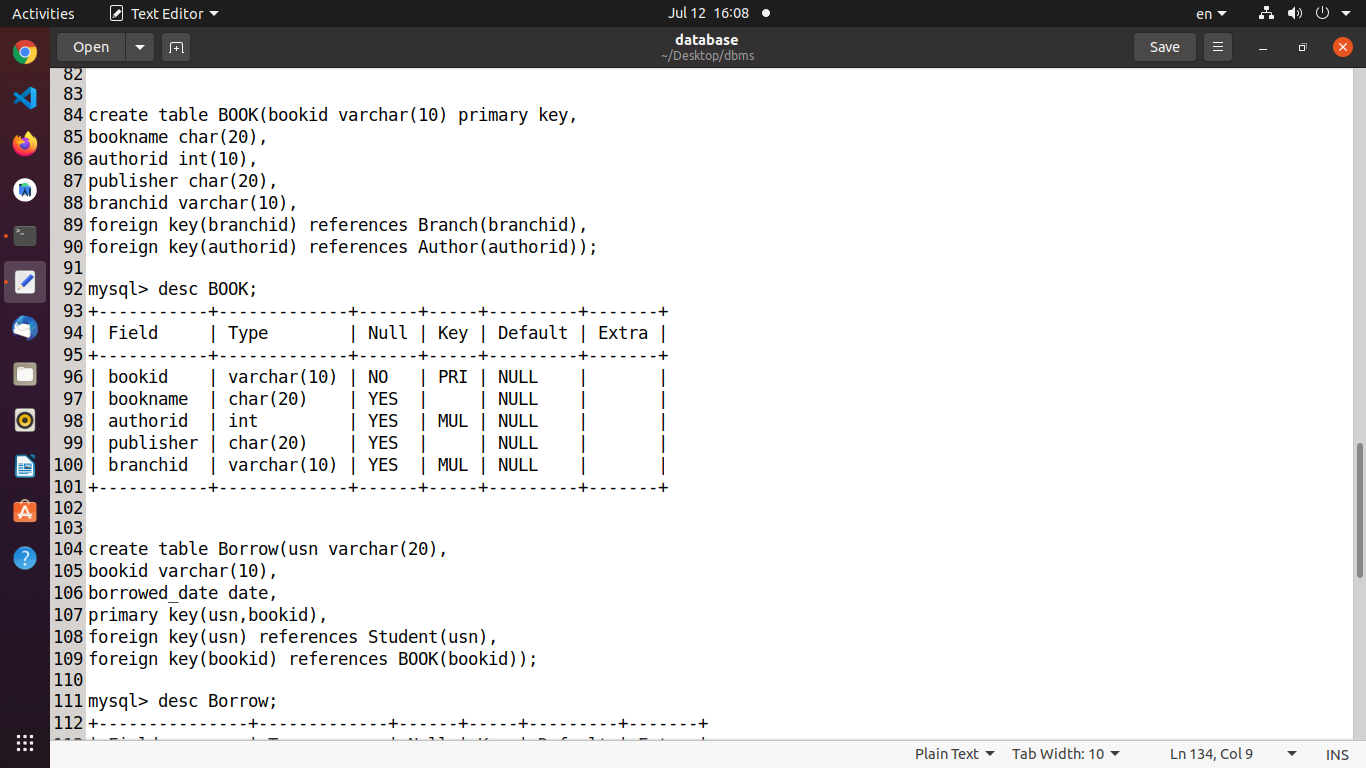 Activities Text Editor Jul 12 16:08 en
Open database Save
~/Desktop/dbms
82
83
84 create table BOOK(bookid varchar(10) primary key,
85 bookname char(20),
86 authorid int(10),
87 publisher char(20),
88 branchid varchar(10),
89 foreign key(branchid) references Branch(branchid),
90 foreign key(authorid) references Author(authorid));
91
92 mysql> desc BOOK;
93 +-----------+-------------+------+-----+---------+-------+
94 | Field     | Type        | Null | Key | Default | Extra |
95 +-----------+-------------+------+-----+---------+-------+
96 | bookid    | varchar(10) | NO   | PRI | NULL    |       |
97 | bookname  | char(20)    | YES  |     | NULL    |       |
98 | authorid  | int         | YES  | MUL | NULL    |       |
99 | publisher | char(20)    | YES  |     | NULL    |       |
100 | branchid  | varchar(10) | YES  | MUL | NULL    |       |
101 +-----------+-------------+------+-----+---------+-------+
102
103
104 create table Borrow(usn varchar(20),
105 bookid varchar(10),
106 borrowed_date date,
107 primary key(usn,bookid),
108 foreign key(usn) references Student(usn),
109 foreign key(bookid) references BOOK(bookid));
110
111 mysql> desc Borrow;
112 +---------------+-------------+------+-----+---------+-------+
Plain Text Tab Width: 10 Ln 134, Col 9 INS